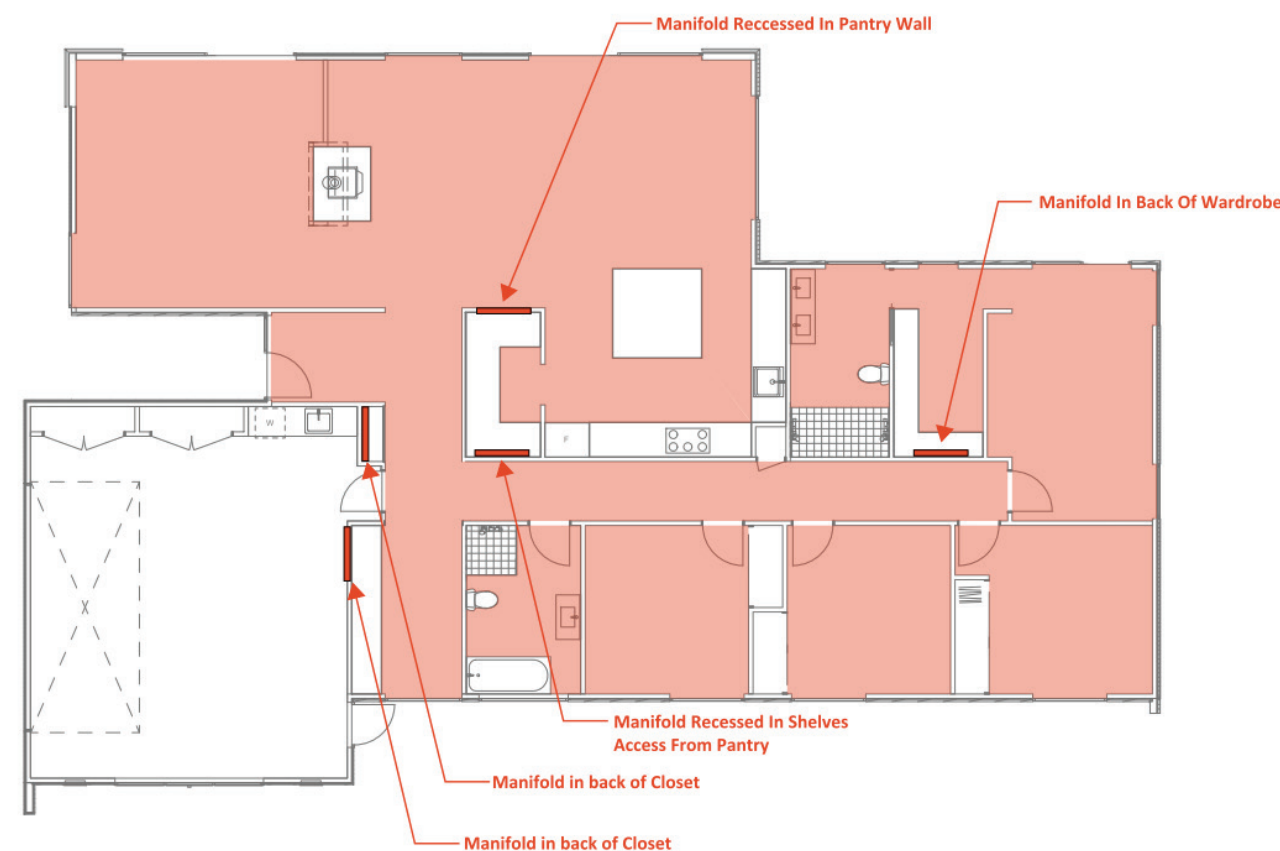 Manifold Reccessed In Pantry Wall
Manifold In Back Of Wardrobe
W
F
Manifold Recessed In Shelves
Access From Pantry
Manifold in back of Closet
Manifold in back of Closet